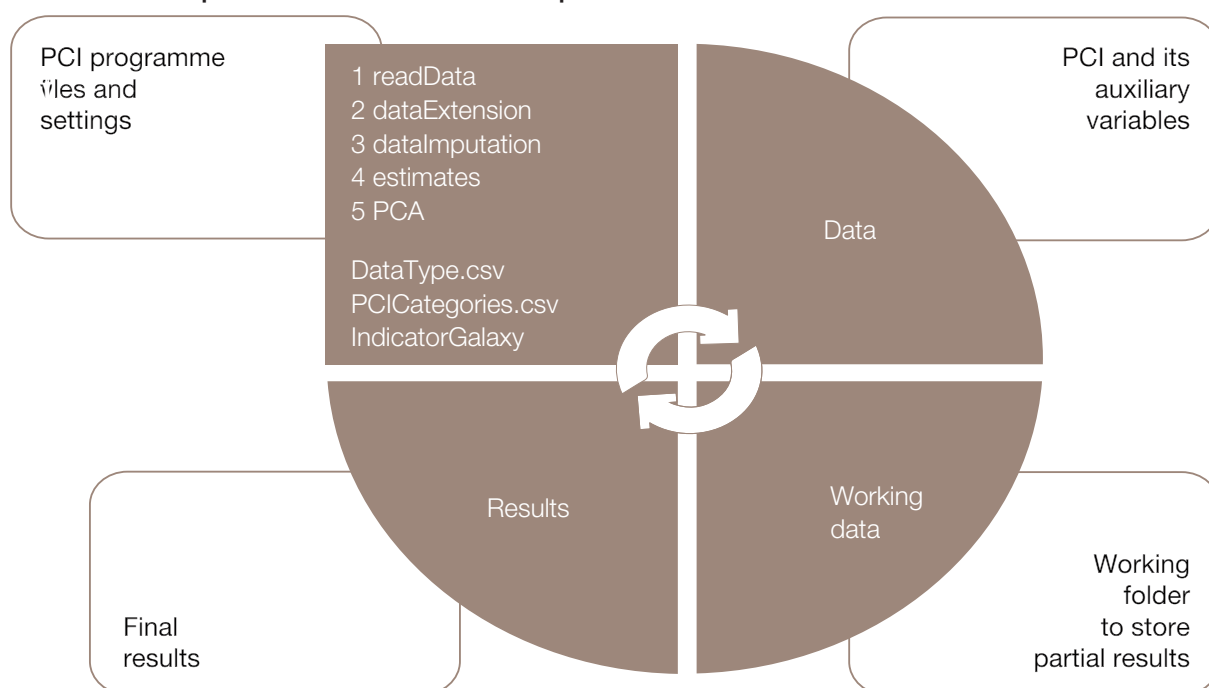 PCI programme
files and
settings
1 readData
2 dataExtension
3 dataImputation
4 estimates
5 PCA
DataType.csv
PCICategories.csv
IndicatorGalaxy
Data
PCI and its
auxiliary
variables
Results
Working
data
Final
results
Working
folder
to store
partial results